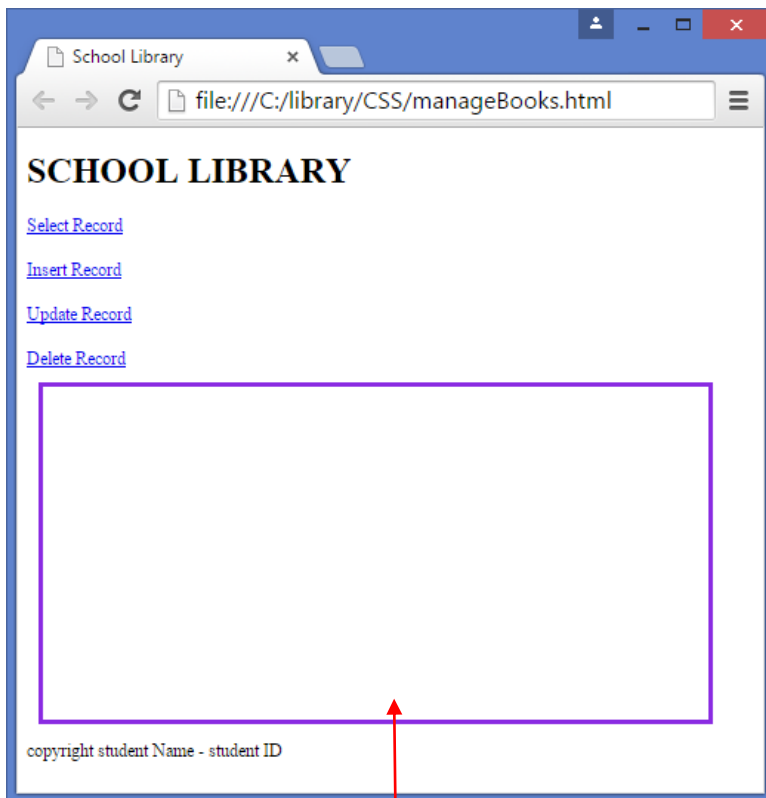 School Library
file:///C:/library/CSS/manageBooks.html
SCHOOL LIBRARY
Select Record
Insert Record
Update Record
Delete Record
copyright student Name - student ID